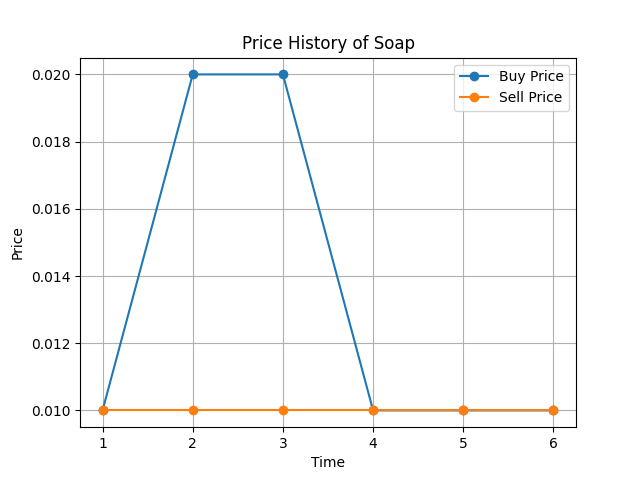 Price History of Soap
Buy Price
Sell Price
0.020
0.018
0.016
0.014
0.012
0.010
Price
1 2 3 4 5 6
Time